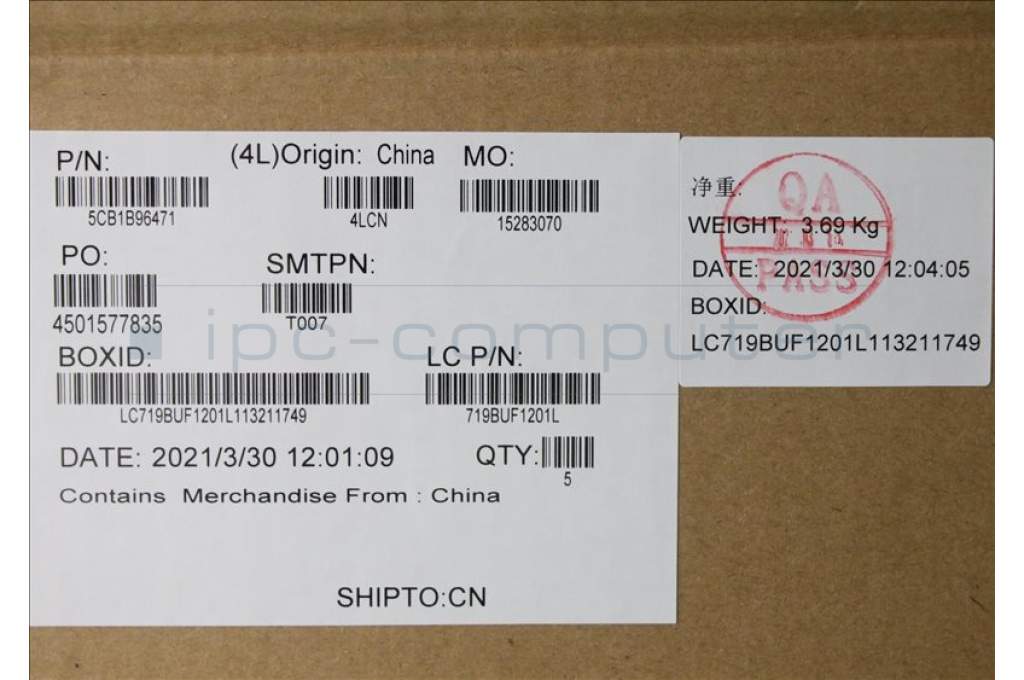 P/N: (4L)Origin: China MO:
5CB1B96471 4LCN 15283070
PO: SMTPN:
4501577835 T007
BOXID: LC P/N:
LC719BUF1201L113211749 719BUF1201L
DATE: 2021/3/30 12:01:09 QTY:
5
Contains Merchandise From : China
SHIPTO:CN
净重:
WEIGHT: 3.69 Kg
DATE: 2021/3/30 12:04:05
BOXID:
LC719BUF1201L113211749
QA
PASS
ipc-computer